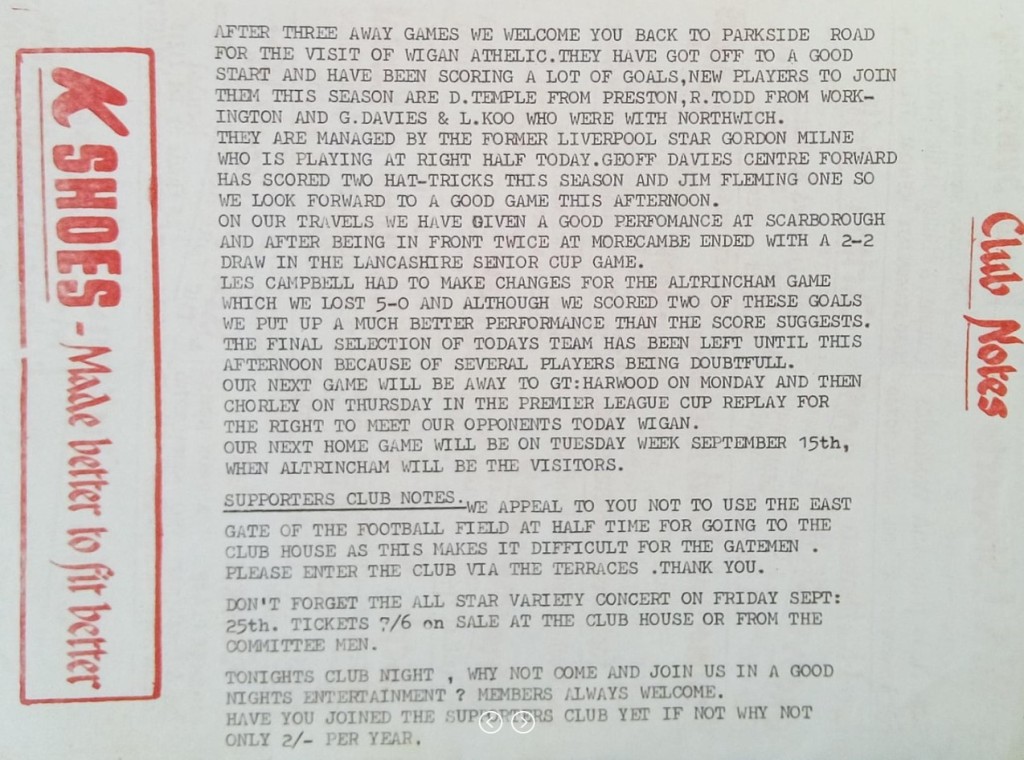 K SHOES - Made better to fit better
AFTER THREE AWAY GAMES WE WELCOME YOU BACK TO PARKSIDE ROAD
FOR THE VISIT OF WIGAN ATHELIC.THEY HAVE GOT OFF TO A GOOD
START AND HAVE BEEN SCORING A LOT OF GOALS,NEW PLAYERS TO JOIN
THEM THIS SEASON ARE D.TEMPLE FROM PRESTON,R.TODD FROM WORK-
INGTON AND G.DAVIES & L.KOO WHO WERE WITH NORTHWICH.
THEY ARE MANAGED BY THE FORMER LIVERPOOL STAR GORDON MILNE
WHO IS PLAYING AT RIGHT HALF TODAY.GEOFF DAVIES CENTRE FORWARD
HAS SCORED TWO HAT-TRICKS THIS SEASON AND JIM FLEMING ONE SO
WE LOOK FORWARD TO A GOOD GAME THIS AFTERNOON.
ON OUR TRAVELS WE HAVE GIVEN A GOOD PERFOMANCE AT SCARBOROUGH
AND AFTER BEING IN FRONT TWICE AT MORECAMBE ENDED WITH A 2-2
DRAW IN THE LANCASHIRE SENIOR CUP GAME.
LES CAMPBELL HAD TO MAKE CHANGES FOR THE ALTRINCHAM GAME
WHICH WE LOST 5-0 AND ALTHOUGH WE SCORED TWO OF THESE GOALS
WE PUT UP A MUCH BETTER PERFORMANCE THAN THE SCORE SUGGESTS.
THE FINAL SELECTION OF TODAYS TEAM HAS BEEN LEFT UNTIL THIS
AFTERNOON BECAUSE OF SEVERAL PLAYERS BEING DOUBTFULL.
OUR NEXT GAME WILL BE AWAY TO GT:HARWOOD ON MONDAY AND THEN
CHORLEY ON THURSDAY IN THE PREMIER LEAGUE CUP REPLAY FOR
THE RIGHT TO MEET OUR OPPONENTS TODAY WIGAN.
OUR NEXT HOME GAME WILL BE ON TUESDAY WEEK SEPTEMBER 15th,
WHEN ALTRINCHAM WILL BE THE VISITORS.
SUPPORTERS CLUB NOTES.WE APPEAL TO YOU NOT TO USE THE EAST
GATE OF THE FOOTBALL FIELD AT HALF TIME FOR GOING TO THE
CLUB HOUSE AS THIS MAKES IT DIFFICULT FOR THE GATEMEN .
PLEASE ENTER THE CLUB VIA THE TERRACES .THANK YOU.
DON'T FORGET THE ALL STAR VARIETY CONCERT ON FRIDAY SEPT:
25th. TICKETS 7/6 on SALE AT THE CLUB HOUSE OR FROM THE
COMMITTEE MEN.
TONIGHTS CLUB NIGHT , WHY NOT COME AND JOIN US IN A GOOD
NIGHTS ENTERTAINMENT ? MEMBERS ALWAYS WELCOME.
HAVE YOU JOINED THE SUPPORTERS CLUB YET IF NOT WHY NOT
ONLY 2/- PER YEAR.
Club Notes